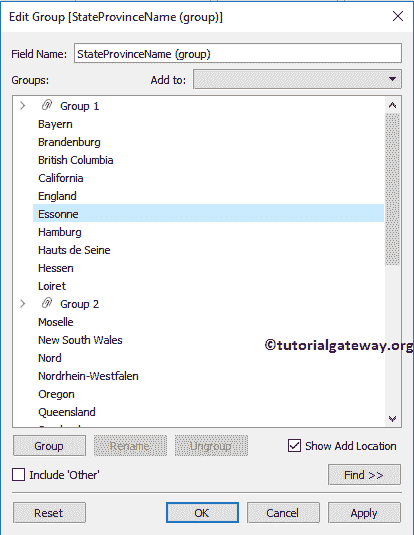 Edit Group [StateProvinceName (group)]
Field Name: StateProvinceName (group)
Groups: Add to:
Group 1
Bayern
Brandenburg
British Columbia
California
England
Essonne
Hamburg
Hauts de Seine
Hessen
Loiret
Group 2
Moselle
New South Wales
©tutorialgateway.org
Nord
Nordrhein-Westfalen
Oregon
Queensland
Group Rename Ungroup Show Add Location
Include 'Other' Find >>
Reset OK Cancel Apply